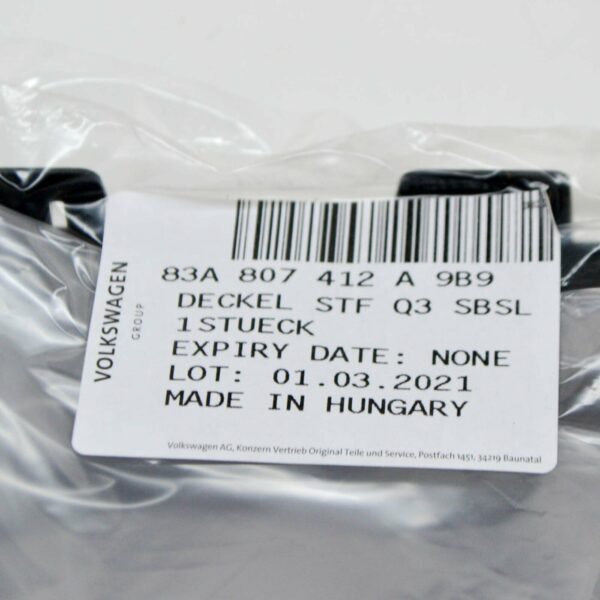 VOLKSWAGEN
GROUP
83A 807 412 A 9B9
DECKEL STF Q3 SBSL
1STUECK
EXPIRY DATE: NONE
LOT: 01.03.2021
MADE IN HUNGARY
Volkswagen AG, Konzern Vertrieb Original Teile und Service, Postfach 1451, 34219 Baunatal